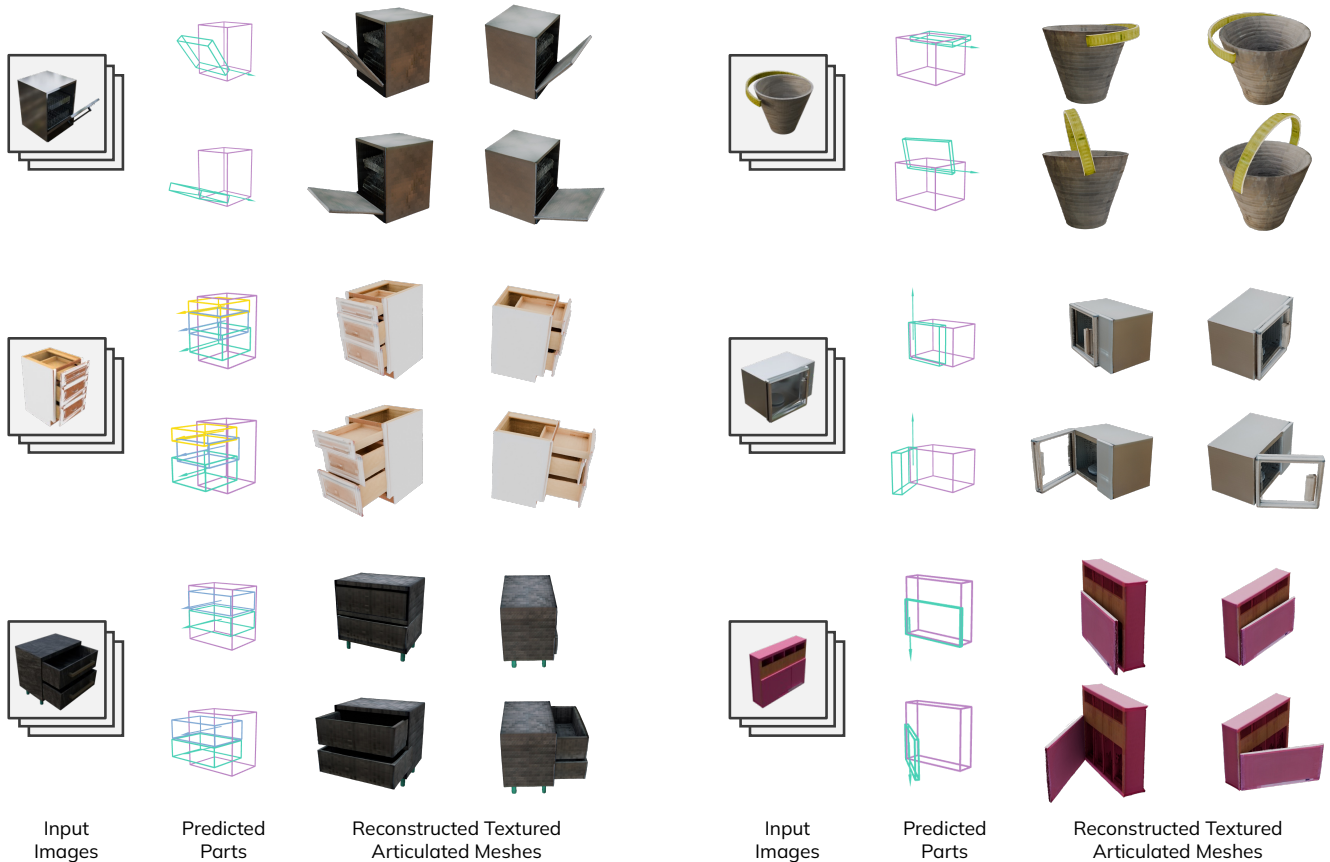 Input
Images
Predicted
Parts
Reconstructed Textured
Articulated Meshes
Input
Images
Predicted
Parts
Reconstructed Textured
Articulated Meshes